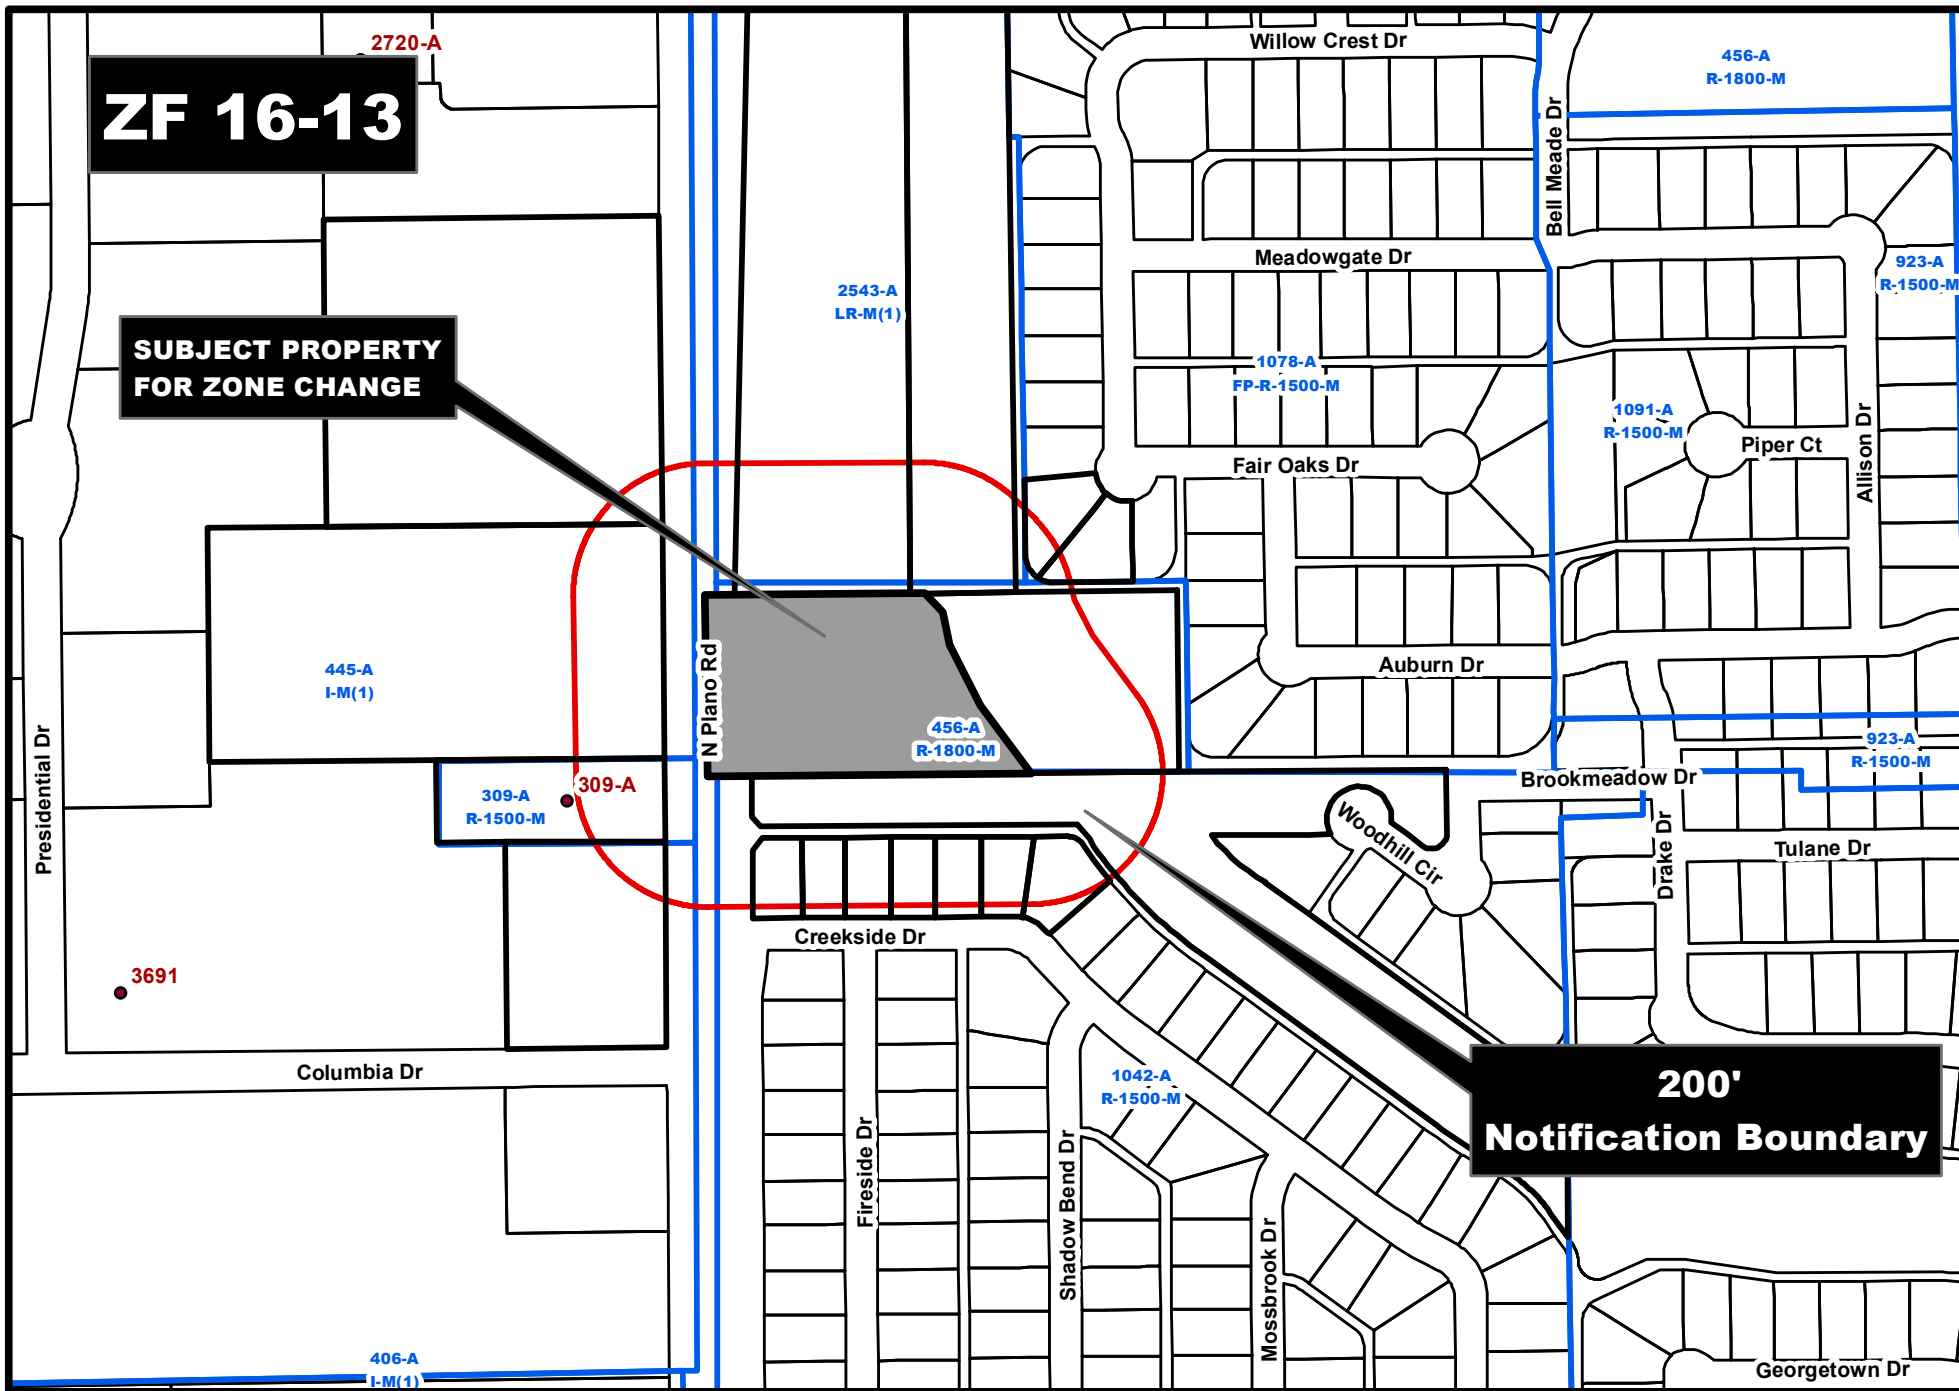 2720-A
ZF 16-13
Willow Crest Dr
456-A
R-1800-M
Bell Meade Dr
Meadowgate Dr
923-A
R-1500-M
2543-A
LR-M(1)
SUBJECT PROPERTY
FOR ZONE CHANGE
1078-A
FP-R-1500-M
1091-A
R-1500-M
Piper Ct
Allison Dr
Fair Oaks Dr
445-A
I-M(1)
N Plano Rd
Auburn Dr
456-A
R-1800-M
923-A
R-1500-M
Brookmeadow Dr
309-A
R-1500-M
309-A
Presidential Dr
Woodhill Cir
Drake Dr
Tulane Dr
Creekside Dr
3691
Columbia Dr
1042-A
R-1500-M
200'
Notification Boundary
Fireside Dr
Shadow Bend Dr
Mossbrook Dr
406-A
I-M(1)
Georgetown Dr